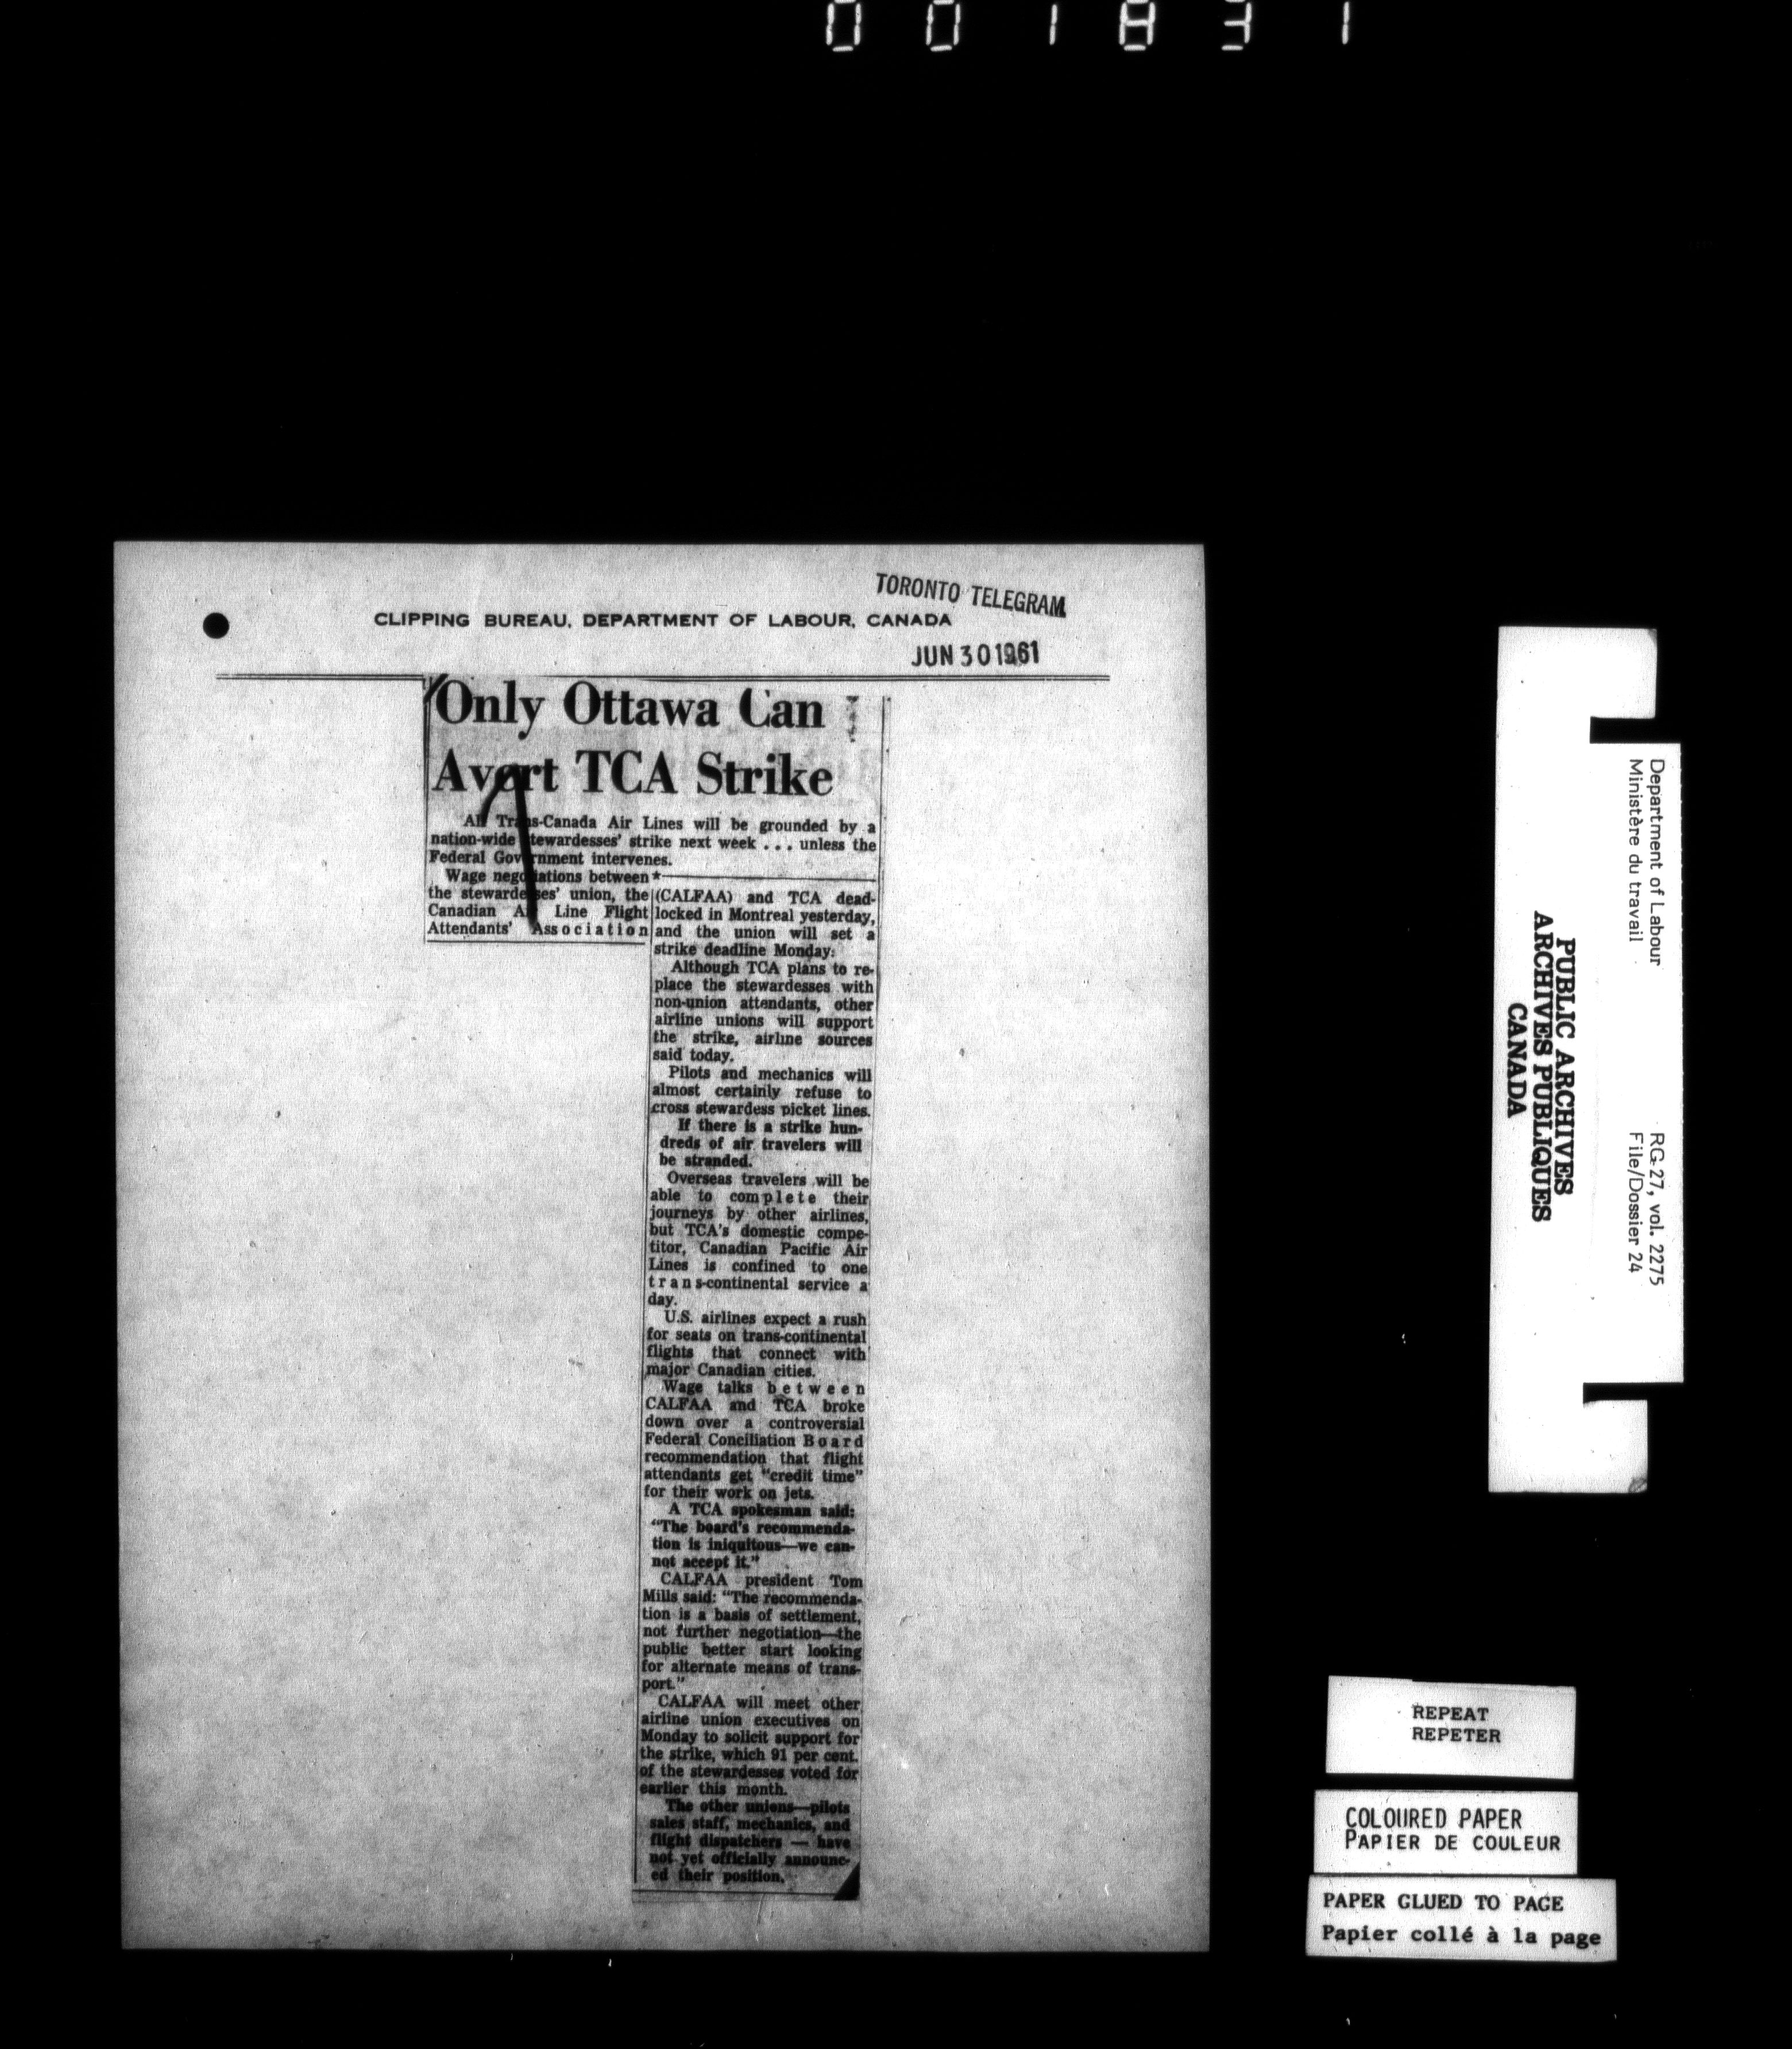 001831
TORONTO TELEGRAM
CLIPPING BUREAU, DEPARTMENT OF LABOUR, CANADA
JUN 30 1961
Only Ottawa Can
Avert TCA Strike
All Trans-Canada Air Lines will be grounded by a
nation-wide stewardesses' strike next week . . . unless the
Federal Government intervenes.
Wage negotiations between
the stewardesses' union, the
Canadian Air Line Flight
Attendants' Association
(CALFAA) and TCA dead-
locked in Montreal yesterday,
and the union will set a
strike deadline Monday.
Although TCA plans to re-
place the stewardesses with
non-union attendants, other
airline unions will support
the strike, airline sources
said today.
Pilots and mechanics will
almost certainly refuse to
cross stewardess picket lines.
If there is a strike hun-
dreds of air travelers will
be stranded.
Overseas travelers will be
able to complete their
journeys by other airlines,
but TCA's domestic compe-
titor, Canadian Pacific Air
Lines is confined to one
trans-continental service a
day.
U.S. airlines expect a rush
for seats on trans-continental
flights that connect with
major Canadian cities.
Wage talks between
CALFAA and TCA broke
down over a controversial
Federal Conciliation Board
recommendation that flight
attendants get "credit time"
for their work on jets.
A TCA spokesman said:
"The board's recommenda-
tion is iniquitous—we can-
not accept it."
CALFAA president Tom
Mills said: "The recommenda-
tion is a basis of settlement,
not further negotiation—the
public better start looking
for alternate means of trans-
port."
CALFAA will meet other
airline union executives on
Monday to solicit support for
the strike, which 91 per cent.
of the stewardesses voted for
earlier this month.
The other unions—pilots
sales staff, mechanics, and
flight dispatchers — have
not yet officially announc-
ed their position.
Department of Labour
Ministère du travail
RG 27, vol. 2275
File/Dossier 24
PUBLIC ARCHIVES
ARCHIVES PUBLIQUES
CANADA
REPEAT
REPETER
COLOURED PAPER
PAPIER DE COULEUR
PAPER GLUED TO PAGE
Papier collé à la page